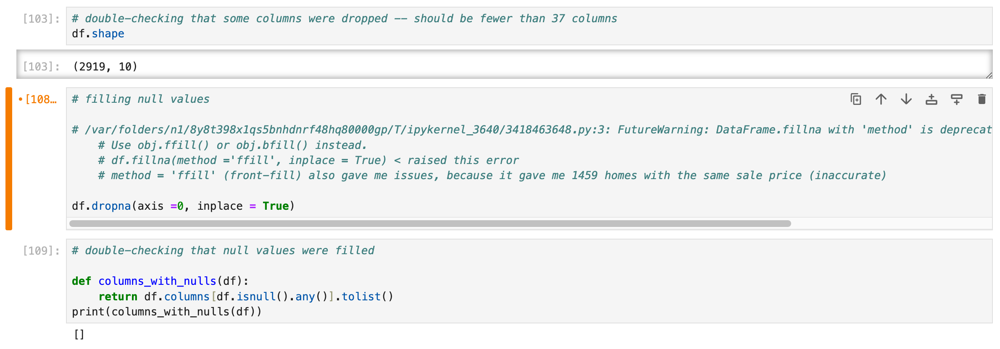 [103]:
# double-checking that some columns were dropped -- should be fewer than 37 columns
df.shape
[103]: (2919, 10)
•[108…
# filling null values
# /var/folders/n1/8y8t398x1qs5bnhdnrf48hq80000gp/T/ipykernel_3640/3418463648.py:3: FutureWarning: DataFrame.fillna with 'method' is deprecat
# Use obj.ffill() or obj.bfill() instead.
# df.fillna(method ='ffill', inplace = True) < raised this error
# method = 'ffill' (front-fill) also gave me issues, because it gave me 1459 homes with the same sale price (inaccurate)
df.dropna(axis =0, inplace = True)
[109]:
# double-checking that null values were filled
def columns_with_nulls(df):
return df.columns[df.isnull().any()].tolist()
print(columns_with_nulls(df))
[]